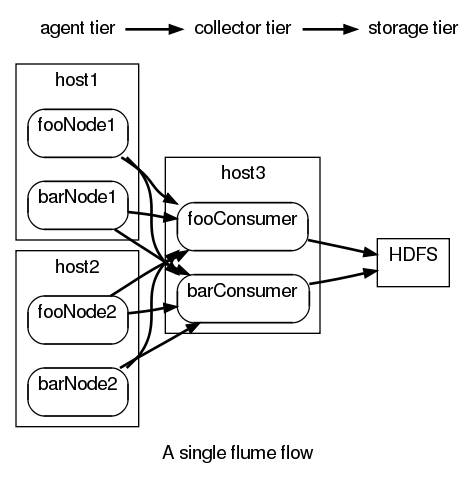 agent tier
collector tier
storage tier
host1
fooNode1
barNode1
host2
fooNode2
barNode2
host3
fooConsumer
barConsumer
HDFS
A single flume flow